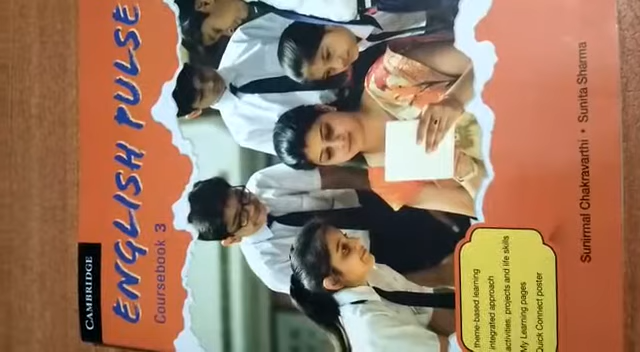 CAMBRIDGE
ENGLISH PULSE
Coursebook 3
theme-based learning
integrated approach
activities, projects and life skills
My Learning pages
Quick Connect poster
Sunirmal Chakravarthi • Sunita Sharma